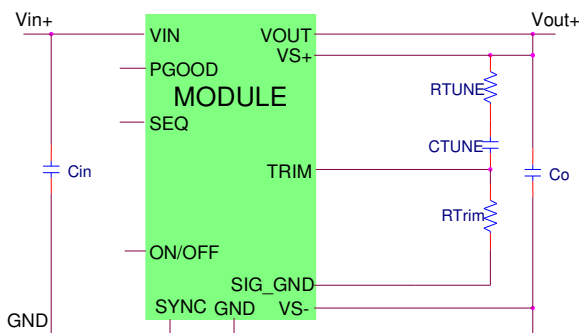 Vin+
Vout+
VIN
VOUT
VS+
PGOOD
RTUNE
MODULE
SEQ
CTUNE
Cin
TRIM
Co
RTrim
ON/OFF
SIG_GND
SYNC
GND
VS-
GND